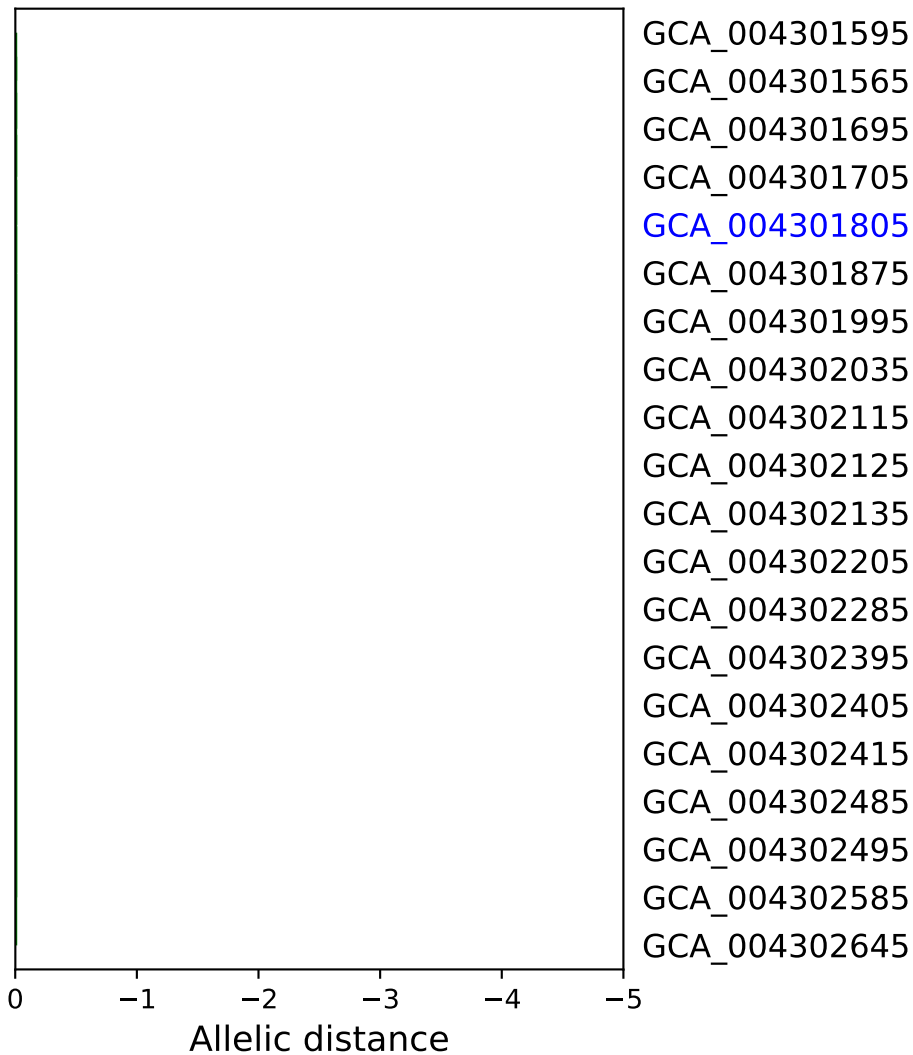 GCA_004301595
GCA_004301565
GCA_004301695
GCA_004301705
GCA_004301805
GCA_004301875
GCA_004301995
GCA_004302035
GCA_004302115
GCA_004302125
GCA_004302135
GCA_004302205
GCA_004302285
GCA_004302395
GCA_004302405
GCA_004302415
GCA_004302485
GCA_004302495
GCA_004302585
GCA_004302645
0 −1 −2 −3 −4 −5
Allelic distance